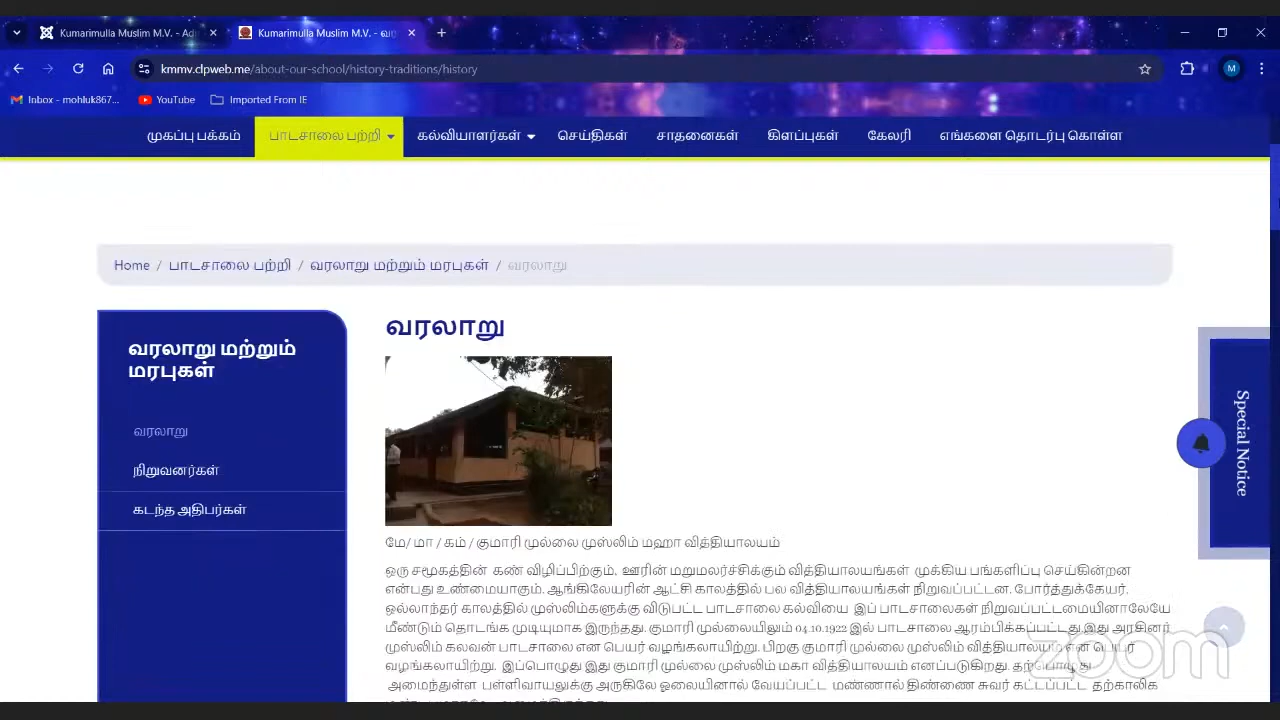 Kumarimulla Muslim M.V. - Ad
Kumarimulla Muslim M.V. - வர
kmmv.clpweb.me/about-our-school/history-traditions/history
M
Inbox - mohluk867...
YouTube
Imported From IE
முகப்பு பக்கம்
பாடசாலை பற்றி
கல்வியாளர்கள்
செய்திகள்
சாதனைகள்
கிளப்புகள்
கேலரி
எங்களை தொடர்பு கொள்ள
Home / பாடசாலை பற்றி / வரலாறு மற்றும் மரபுகள் / வரலாறு
வரலாறு மற்றும்
மரபுகள்
வரலாறு
நிறுவனர்கள்
கடந்த அதிபர்கள்
வரலாறு
மே/ மா / கம் / குமாரி முல்லை முஸ்லிம் மஹா வித்தியாலயம்
ஒரு சமூகத்தின் கண் விழிப்பிற்கும், ஊரின் மறுமலர்ச்சிக்கும் வித்தியாலயங்கள் முக்கிய பங்களிப்பு செய்கின்றன
என்பது உண்மையாகும். ஆங்கிலேயரின் ஆட்சி காலத்தில் பல வித்தியாலயங்கள் நிறுவப்பட்டன. போர்த்துக்கேயர்,
ஒல்லாந்தர் காலத்தில் முஸ்லிம்களுக்கு விடுபட்ட பாடசாலை கல்வியை இப் பாடசாலைகள் நிறுவப்பட்டமையினாலேயே
மீண்டும் தொடங்க முடியுமாக இருந்தது. குமாரி முல்லையிலும் 04.10.1922 இல் பாடசாலை ஆரம்பிக்கப்பட்டது.இது அரசினர்
முஸ்லிம் கலவன் பாடசாலை என பெயர் வழங்கலாயிற்று. பிறகு குமாரி முல்லை முஸ்லிம் வித்தியாலயம் என பெயர்
வழங்கலாயிற்று. இப்பொழுது இது குமாரி முல்லை முஸ்லிம் மகா வித்தியாலயம் எனப்படுகிறது. தற்பொழுது
அமைந்துள்ள பள்ளிவாயலுக்கு அருகிலே ஓலையினால் வேயப்பட்ட மண்ணால் திண்ணை சுவர் கட்டப்பட்ட தற்காலிக
Special Notice
zoom